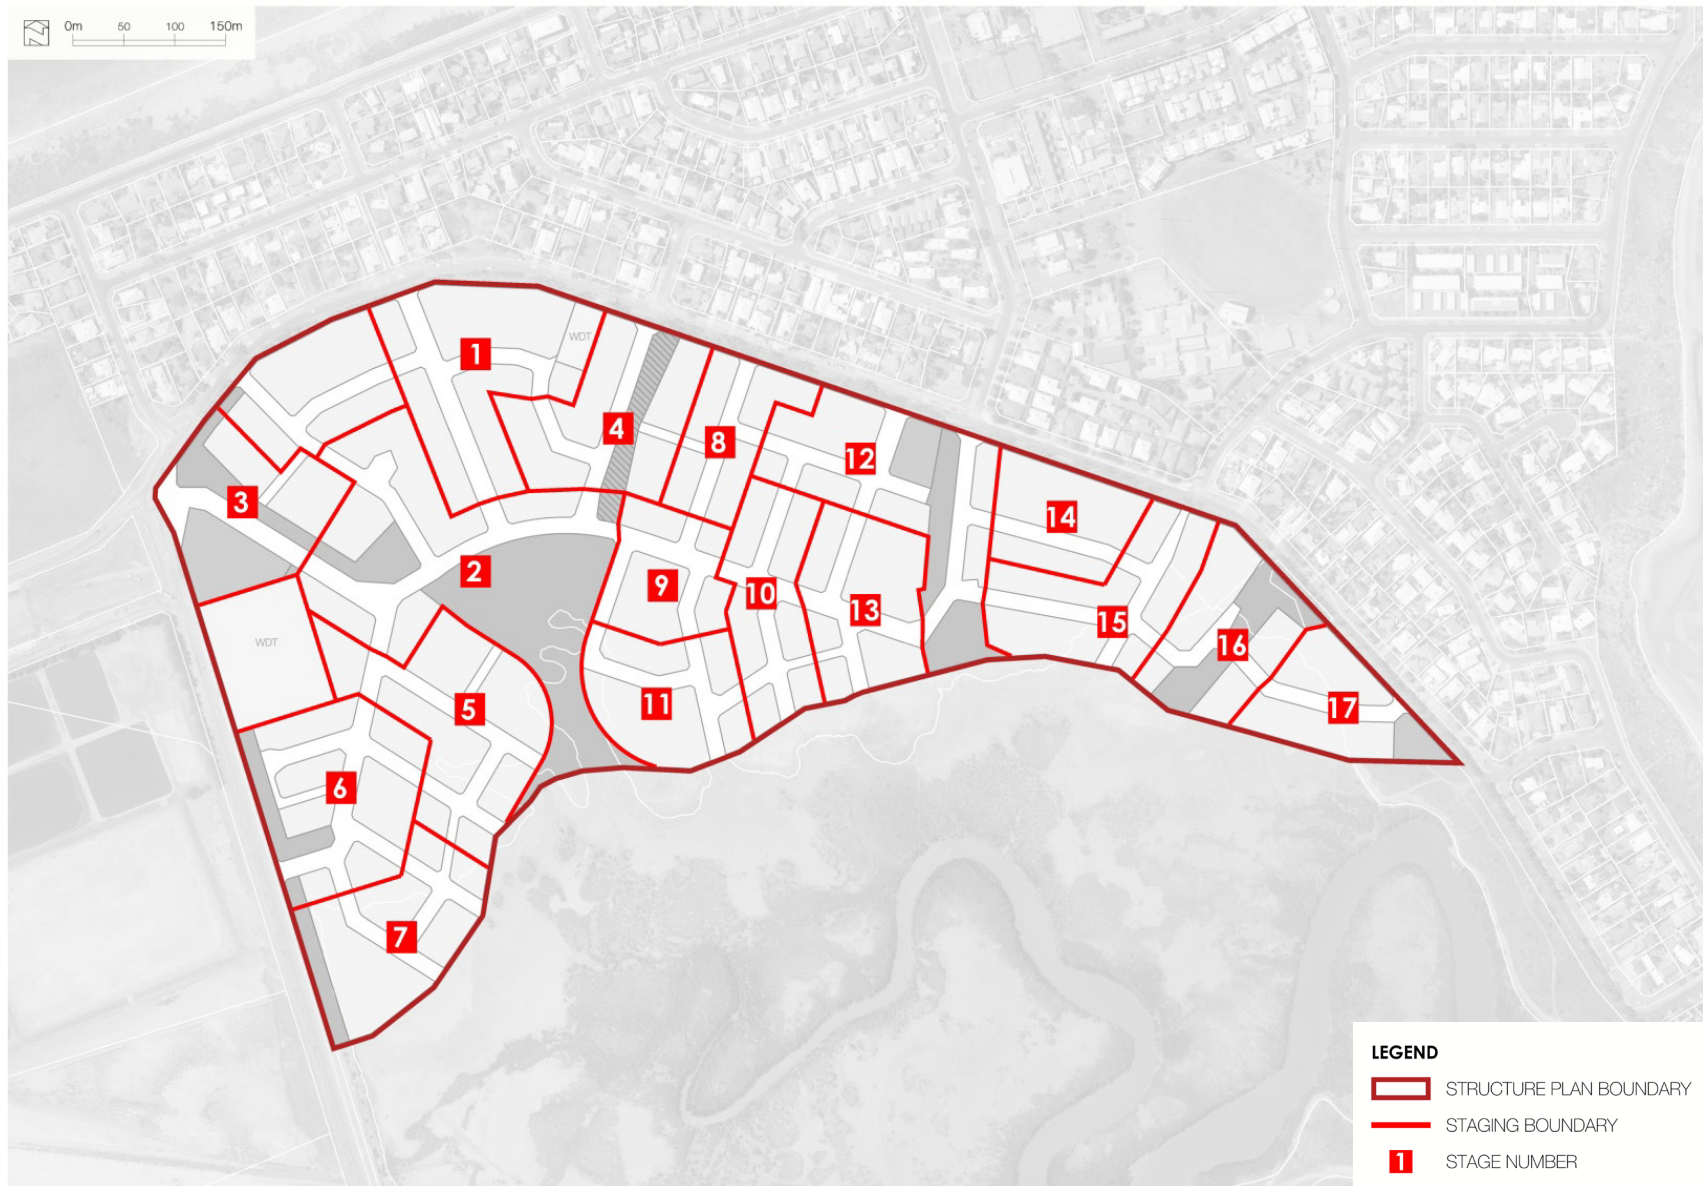 0m 50 100 150m
1
WDT
4
8
12
3
14
2
9
10
13
15
WDT
16
5
11
17
6
7
LEGEND
STRUCTURE PLAN BOUNDARY
STAGING BOUNDARY
1 STAGE NUMBER